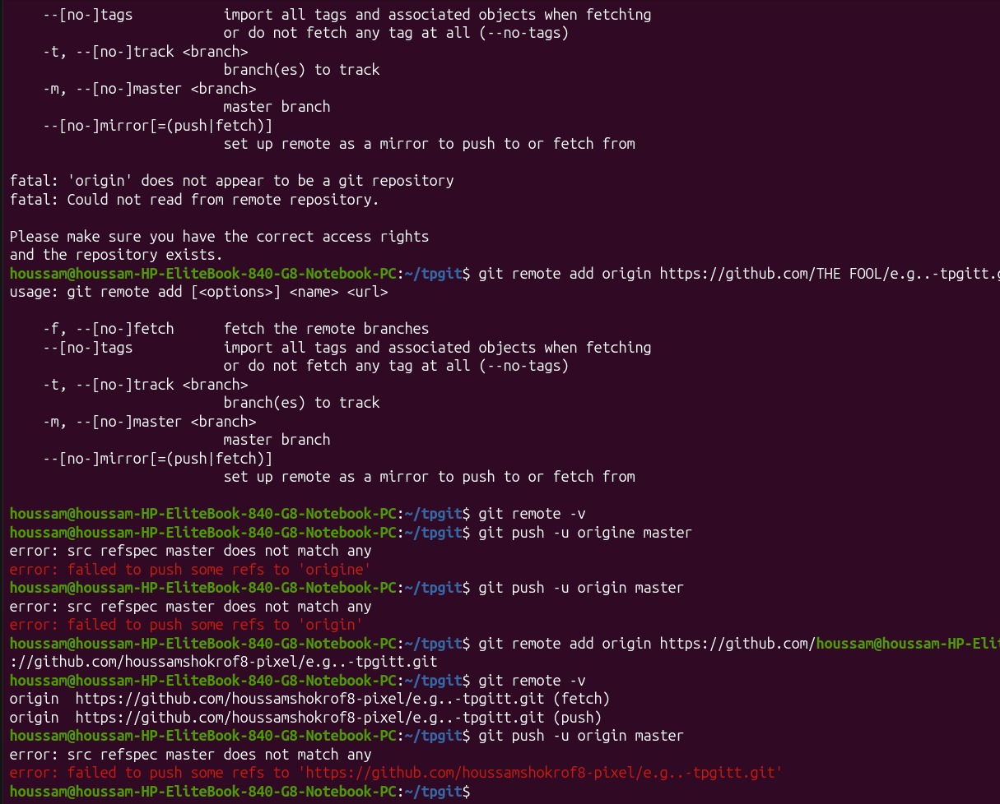 --[no-]tags           import all tags and associated objects when fetching
                      or do not fetch any tag at all (--no-tags)
-t, --[no-]track <branch>
                      branch(es) to track
-m, --[no-]master <branch>
                      master branch
--[no-]mirror[=(push|fetch)]
                      set up remote as a mirror to push to or fetch from
fatal: 'origin' does not appear to be a git repository
fatal: Could not read from remote repository.
Please make sure you have the correct access rights
and the repository exists.
houssam@houssam-HP-EliteBook-840-G8-Notebook-PC:~/tpgit$ git remote add origin https://github.com/THE FOOL/e.g..-tpgitt.g
usage: git remote add [<options>] <name> <url>
-f, --[no-]fetch      fetch the remote branches
--[no-]tags           import all tags and associated objects when fetching
                      or do not fetch any tag at all (--no-tags)
-t, --[no-]track <branch>
                      branch(es) to track
-m, --[no-]master <branch>
                      master branch
--[no-]mirror[=(push|fetch)]
                      set up remote as a mirror to push to or fetch from
houssam@houssam-HP-EliteBook-840-G8-Notebook-PC:~/tpgit$ git remote -v
houssam@houssam-HP-EliteBook-840-G8-Notebook-PC:~/tpgit$ git push -u origine master
error: src refspec master does not match any
error: failed to push some refs to 'origine'
houssam@houssam-HP-EliteBook-840-G8-Notebook-PC:~/tpgit$ git push -u origin master
error: src refspec master does not match any
error: failed to push some refs to 'origin'
houssam@houssam-HP-EliteBook-840-G8-Notebook-PC:~/tpgit$ git remote add origin https://github.com/houssam@houssam-HP-Elit
://github.com/houssamshokrof8-pixel/e.g..-tpgitt.git
houssam@houssam-HP-EliteBook-840-G8-Notebook-PC:~/tpgit$ git remote -v
origin  https://github.com/houssamshokrof8-pixel/e.g..-tpgitt.git (fetch)
origin  https://github.com/houssamshokrof8-pixel/e.g..-tpgitt.git (push)
houssam@houssam-HP-EliteBook-840-G8-Notebook-PC:~/tpgit$ git push -u origin master
error: src refspec master does not match any
error: failed to push some refs to 'https://github.com/houssamshokrof8-pixel/e.g..-tpgitt.git'
houssam@houssam-HP-EliteBook-840-G8-Notebook-PC:~/tpgit$